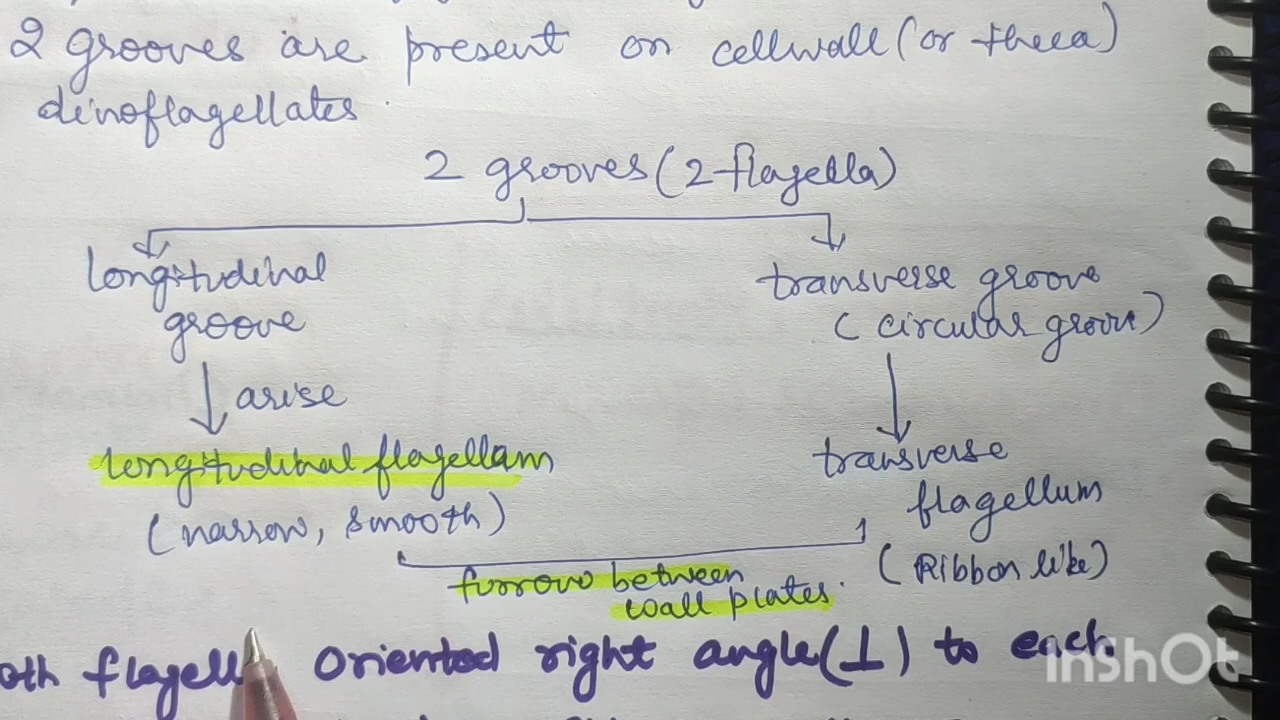 2 grooves are present on cellwall (or theca)
dinoflagellates.
2 grooves (2-flagella)
longitudinal
groove
transverse groove
(circular groove)
arise
longitudinal flagellam
(narrow, smooth)
transverse
flagellum
(Ribbon like)
furrow between
wall plates.
oth flagell oriented right angle (⊥) to each
InShOt